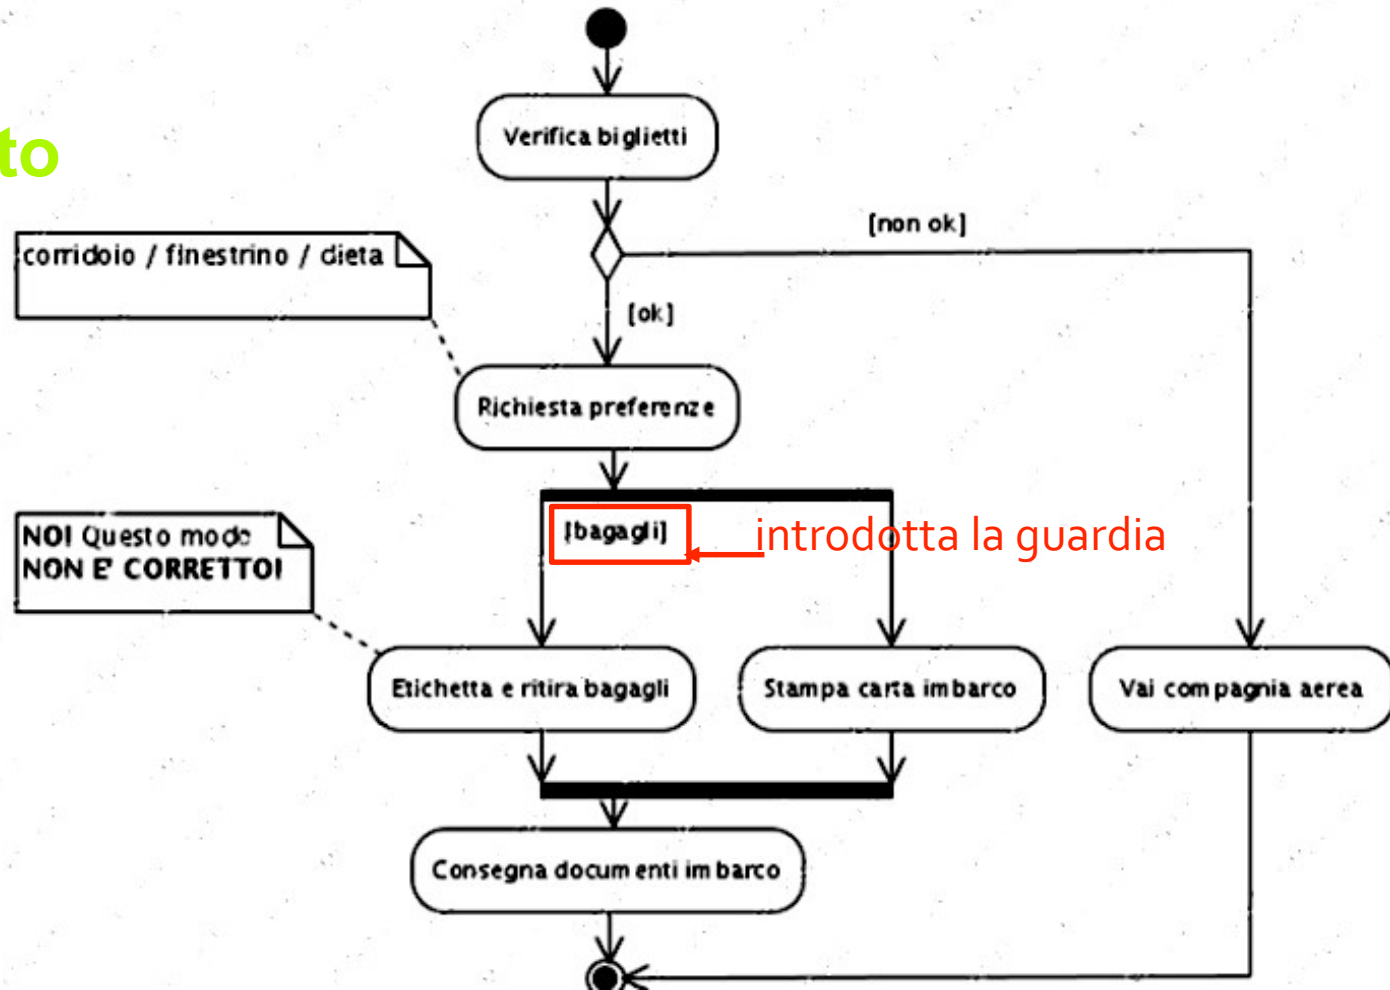 to
Verifica biglietti
[non ok]
corridoio / finestrino / dieta
[ok]
Richiesta preferenze
[bagagli]
introdotta la guardia
NO! Questo modo
NON E' CORRETTO!
Etichetta e ritira bagagli
Stampa carta imbarco
Vai compagnia aerea
Consegna documenti imbarco